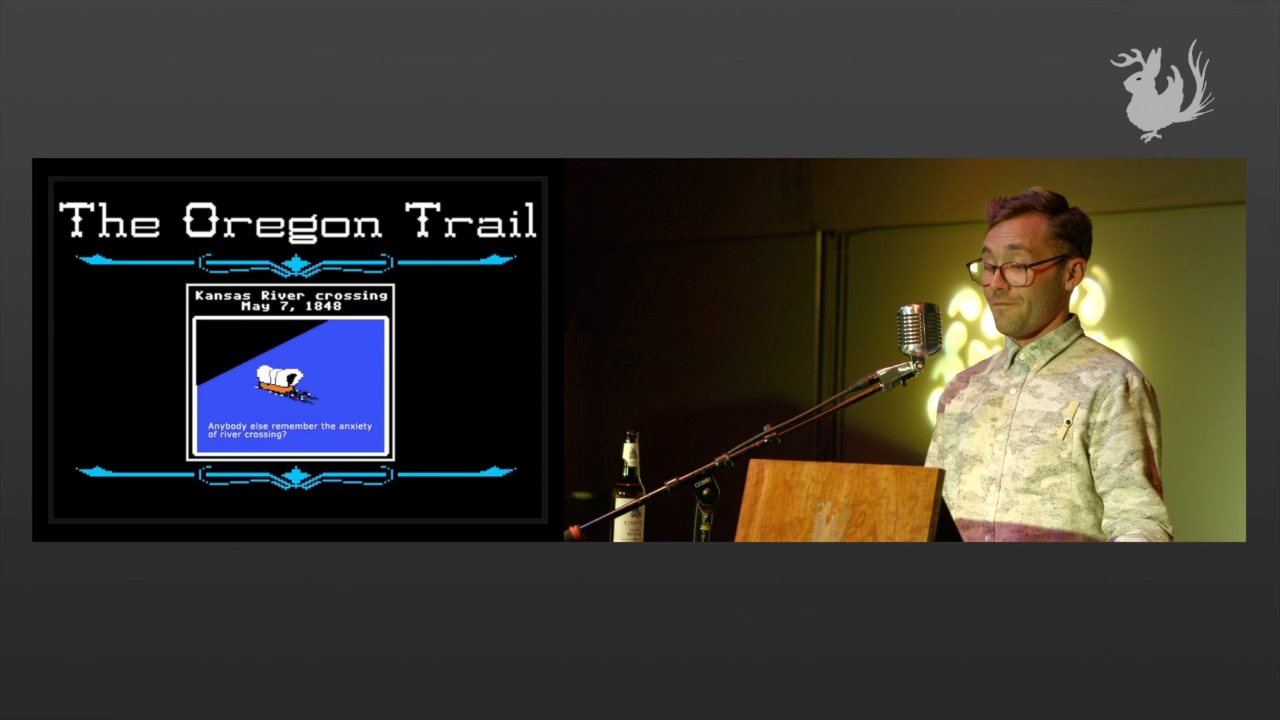 The Oregon Trail
Kansas River crossing
May 7, 1848
Anybody else remember the anxiety
of river crossing?